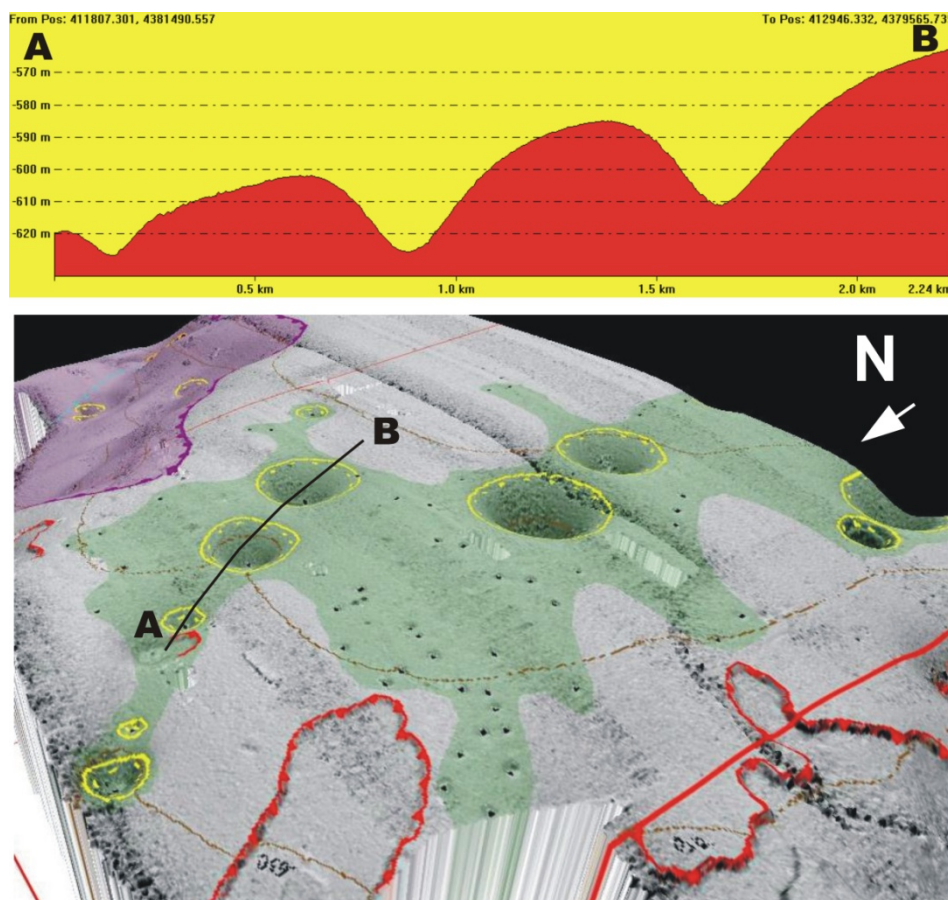 From Pos: 411807.301, 4381490.557 To Pos: 412946.332, 4379565.73
A B
-570 m
-580 m
-590 m
-600 m
-610 m
-620 m
0.5 km 1.0 km 1.5 km 2.0 km 2.24 km
N
B
A
-630